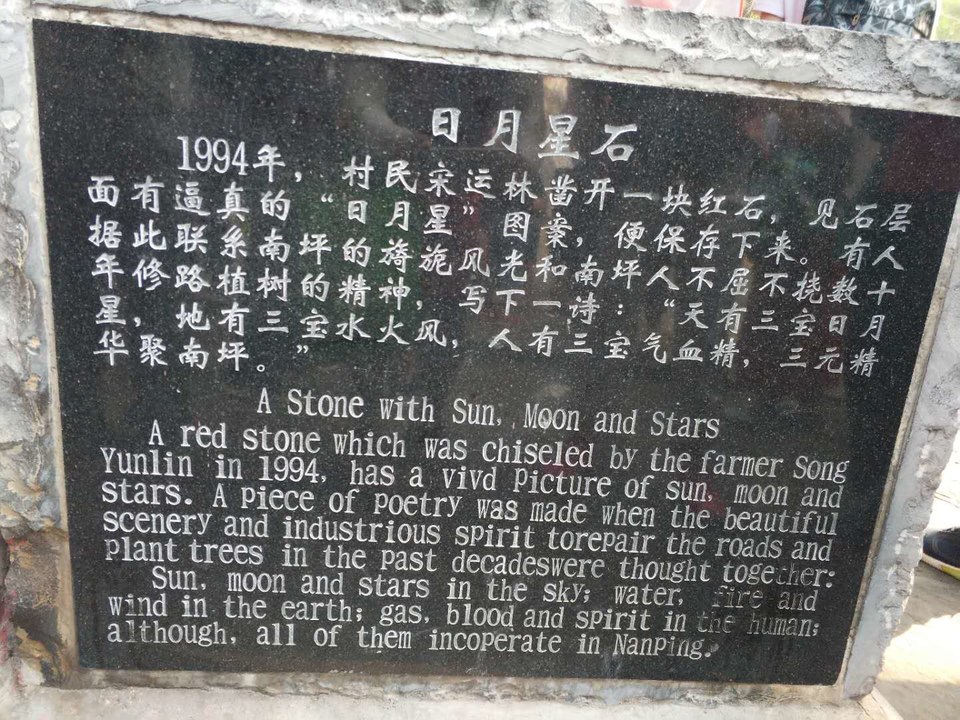 日月星石
1994年，村民宋运林凿开一块红石，见石层
面有逼真的“日月星”图案，便保存下来。有人
据此联系南坪的旖旎风光和南坪人不屈不挠数十
年修路植树的精神，写下一诗：“天有三宝日月
星，地有三宝水火风，人有三宝气血精，三元精
华聚南坪。”
A Stone with Sun, Moon and Stars
A red stone which was chiseled by the farmer Song
Yunlin in 1994, has a vivd picture of sun, moon and
stars. A piece of poetry was made when the beautiful
scenery and industrious spirit torepair the roads and
plant trees in the past decadeswere thought together:
Sun, moon and stars in the sky; water, fire and
wind in the earth; gas, blood and spirit in the human;
although, all of them incoperate in NanPing.